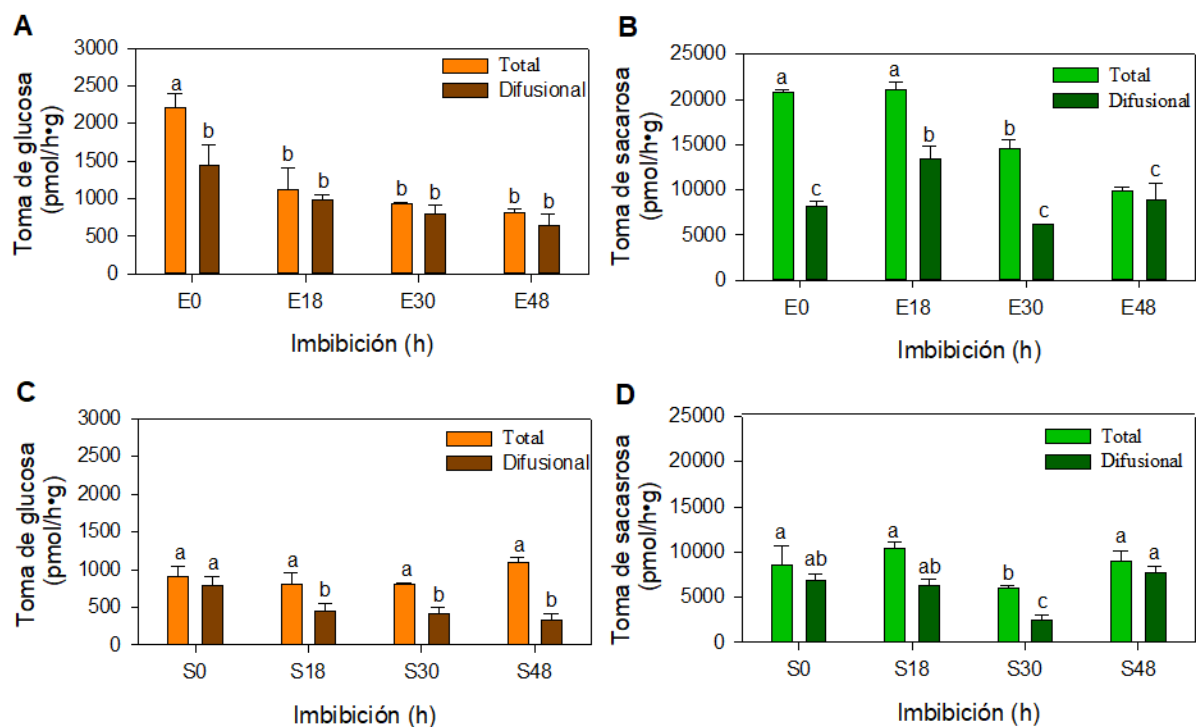 A
Toma de glucosa
(pmol/h•g)
3000
2500
2000
1500
1000
500
0
Total
Difusional
a
b
b
b
b
b
b
b
E0
E18
E30
E48
Imbibición (h)
B
Toma de sacarosa
(pmol/h•g)
25000
20000
15000
10000
5000
0
Total
Difusional
a
c
a
b
b
c
c
c
E0
E18
E30
E48
Imbibición (h)
C
Toma de glucosa
(pmol/h•g)
3000
2500
2000
1500
1000
500
0
Total
Difusional
a
a
a
b
a
b
a
b
S0
S18
S30
S48
Imbibición (h)
D
Toma de sacasrosa
(pmol/h•g)
25000
20000
15000
10000
5000
0
Total
Difusional
a
ab
a
ab
b
c
a
a
S0
S18
S30
S48
Imbibición (h)